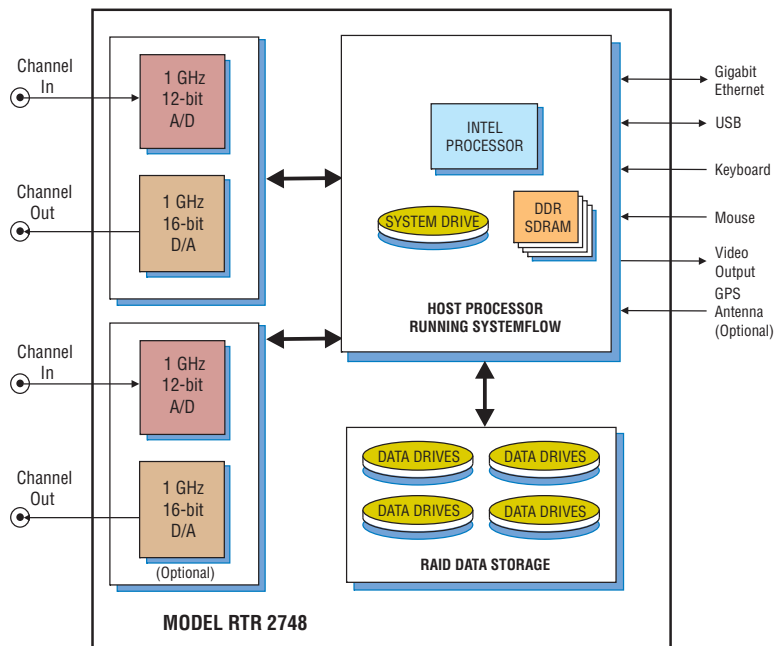 Channel
In
1 GHz
12-bit
A/D
Channel
Out
1 GHz
16-bit
D/A
INTEL
PROCESSOR
SYSTEM DRIVE
DDR
SDRAM
HOST PROCESSOR
RUNNING SYSTEMFLOW
Gigabit
Ethernet
USB
Keyboard
Mouse
Video
Output
GPS
Antenna
(Optional)
Channel
In
1 GHz
12-bit
A/D
Channel
Out
1 GHz
16-bit
D/A
(Optional)
DATA DRIVES
DATA DRIVES
DATA DRIVES
DATA DRIVES
RAID DATA STORAGE
MODEL RTR 2748